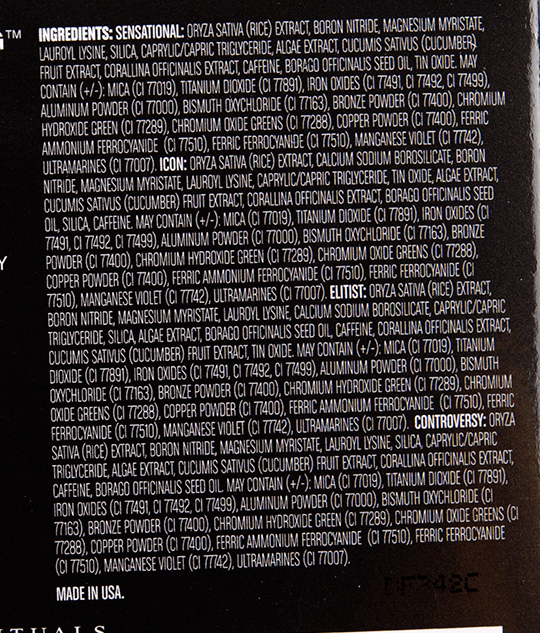 G™
INGREDIENTS: SENSATIONAL: ORYZA SATIVA (RICE) EXTRACT, BORON NITRIDE, MAGNESIUM MYRISTATE,
LAUROYL LYSINE, SILICA, CAPRYLIC/CAPRIC TRIGLYCERIDE, ALGAE EXTRACT, CUCUMIS SATIVUS (CUCUMBER)
FRUIT EXTRACT, CORALLINA OFFICINALIS EXTRACT, CAFFEINE, BORAGO OFFICINALIS SEED OIL, TIN OXIDE. MAY
CONTAIN (+/-): MICA (CI 77019), TITANIUM DIOXIDE (CI 77891), IRON OXIDES (CI 77491, CI 77492, CI 77499),
ALUMINUM POWDER (CI 77000), BISMUTH OXYCHLORIDE (CI 77163), BRONZE POWDER (CI 77400), CHROMIUM
HYDROXIDE GREEN (CI 77289), CHROMIUM OXIDE GREENS (CI 77288), COPPER POWDER (CI 77400), FERRIC
AMMONIUM FERROCYANIDE (CI 77510), FERRIC FERROCYANIDE (CI 77510), MANGANESE VIOLET (CI 77742),
ULTRAMARINES (CI 77007). ICON: ORYZA SATIVA (RICE) EXTRACT, CALCIUM SODIUM BOROSILICATE, BORON
NITRIDE, MAGNESIUM MYRISTATE, LAUROYL LYSINE, CAPRYLIC/CAPRIC TRIGLYCERIDE, TIN OXIDE, ALGAE EXTRACT,
CUCUMIS SATIVUS (CUCUMBER) FRUIT EXTRACT, CORALLINA OFFICINALIS EXTRACT, BORAGO OFFICINALIS SEED
OIL, SILICA, CAFFEINE. MAY CONTAIN (+/-): MICA (CI 77019), TITANIUM DIOXIDE (CI 77891), IRON OXIDES (CI
77491, CI 77492, CI 77499), ALUMINUM POWDER (CI 77000), BISMUTH OXYCHLORIDE (CI 77163), BRONZE
POWDER (CI 77400), CHROMIUM HYDROXIDE GREEN (CI 77289), CHROMIUM OXIDE GREENS (CI 77288),
COPPER POWDER (CI 77400), FERRIC AMMONIUM FERROCYANIDE (CI 77510), FERRIC FERROCYANIDE (CI
77510), MANGANESE VIOLET (CI 77742), ULTRAMARINES (CI 77007). ELITIST: ORYZA SATIVA (RICE) EXTRACT,
BORON NITRIDE, MAGNESIUM MYRISTATE, LAUROYL LYSINE, CALCIUM SODIUM BOROSILICATE, CAPRYLIC/CAPRIC
TRIGLYCERIDE, SILICA, ALGAE EXTRACT, BORAGO OFFICINALIS SEED OIL, CAFFEINE, CORALLINA OFFICINALIS EXTRACT,
CUCUMIS SATIVUS (CUCUMBER) FRUIT EXTRACT, TIN OXIDE. MAY CONTAIN (+/-): MICA (CI 77019), TITANIUM
DIOXIDE (CI 77891), IRON OXIDES (CI 77491, CI 77492, CI 77499), ALUMINUM POWDER (CI 77000), BISMUTH
OXYCHLORIDE (CI 77163), BRONZE POWDER (CI 77400), CHROMIUM HYDROXIDE GREEN (CI 77289), CHROMIUM
OXIDE GREENS (CI 77288), COPPER POWDER (CI 77400), FERRIC AMMONIUM FERROCYANIDE (CI 77510), FERRIC
FERROCYANIDE (CI 77510), MANGANESE VIOLET (CI 77742), ULTRAMARINES (CI 77007). CONTROVERSY: ORYZA
SATIVA (RICE) EXTRACT, BORON NITRIDE, MAGNESIUM MYRISTATE, LAUROYL LYSINE, SILICA, CAPRYLIC/CAPRIC
TRIGLYCERIDE, ALGAE EXTRACT, CUCUMIS SATIVUS (CUCUMBER) FRUIT EXTRACT, CORALLINA OFFICINALIS EXTRACT,
CAFFEINE, BORAGO OFFICINALIS SEED OIL. MAY CONTAIN (+/-): MICA (CI 77019), TITANIUM DIOXIDE (CI 77891),
IRON OXIDES (CI 77491, CI 77492, CI 77499), ALUMINUM POWDER (CI 77000), BISMUTH OXYCHLORIDE (CI
77163), BRONZE POWDER (CI 77400), CHROMIUM HYDROXIDE GREEN (CI 77289), CHROMIUM OXIDE GREENS (CI
77288), COPPER POWDER (CI 77400), FERRIC AMMONIUM FERROCYANIDE (CI 77510), FERRIC FERROCYANIDE
(CI 77510), MANGANESE VIOLET (CI 77742), ULTRAMARINES (CI 77007).
Y
MADE IN USA.